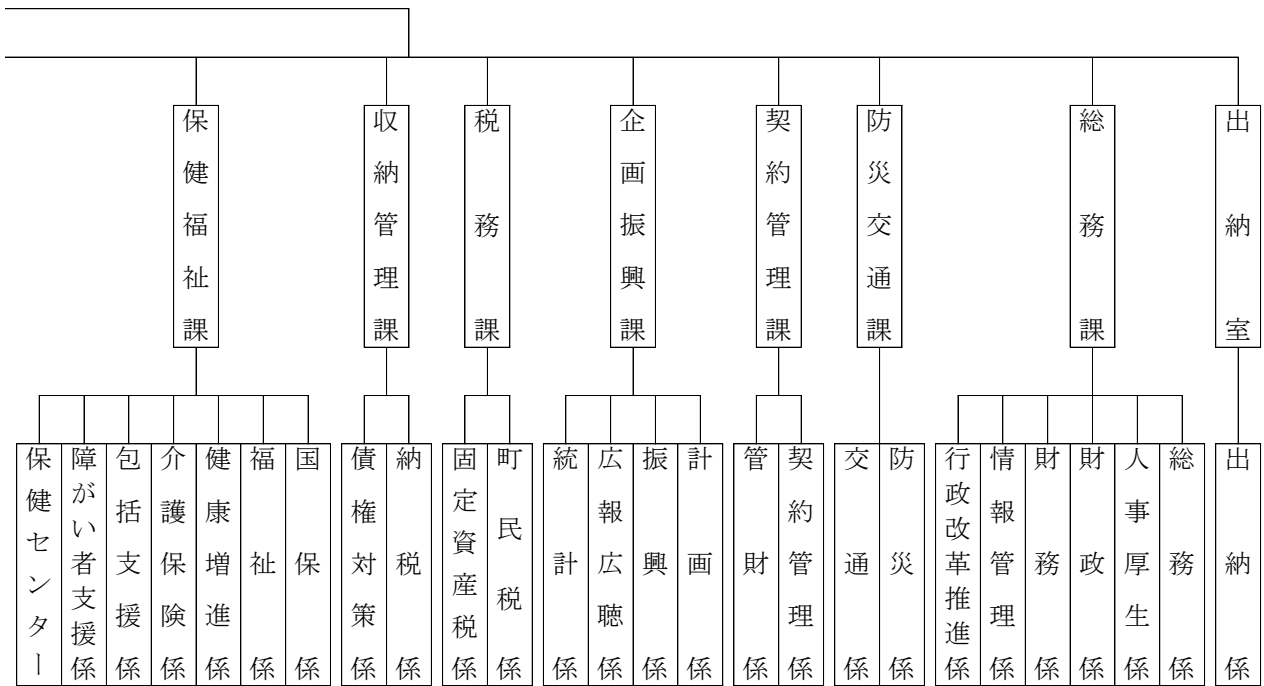 出納室
総務課
防災交通課
契約管理課
企画振興課
税務課
収納管理課
保健福祉課
出納係
総務係
人事厚生係
財政係
財務係
情報管理係
行政改革推進係
防災係
交通係
契約管理係
管財係
計画係
振興係
広報広聴係
統計係
町民税係
固定資産税係
納税係
債権対策係
国保係
福祉係
健康増進係
介護保険係
包括支援係
障がい者支援係
保健センター